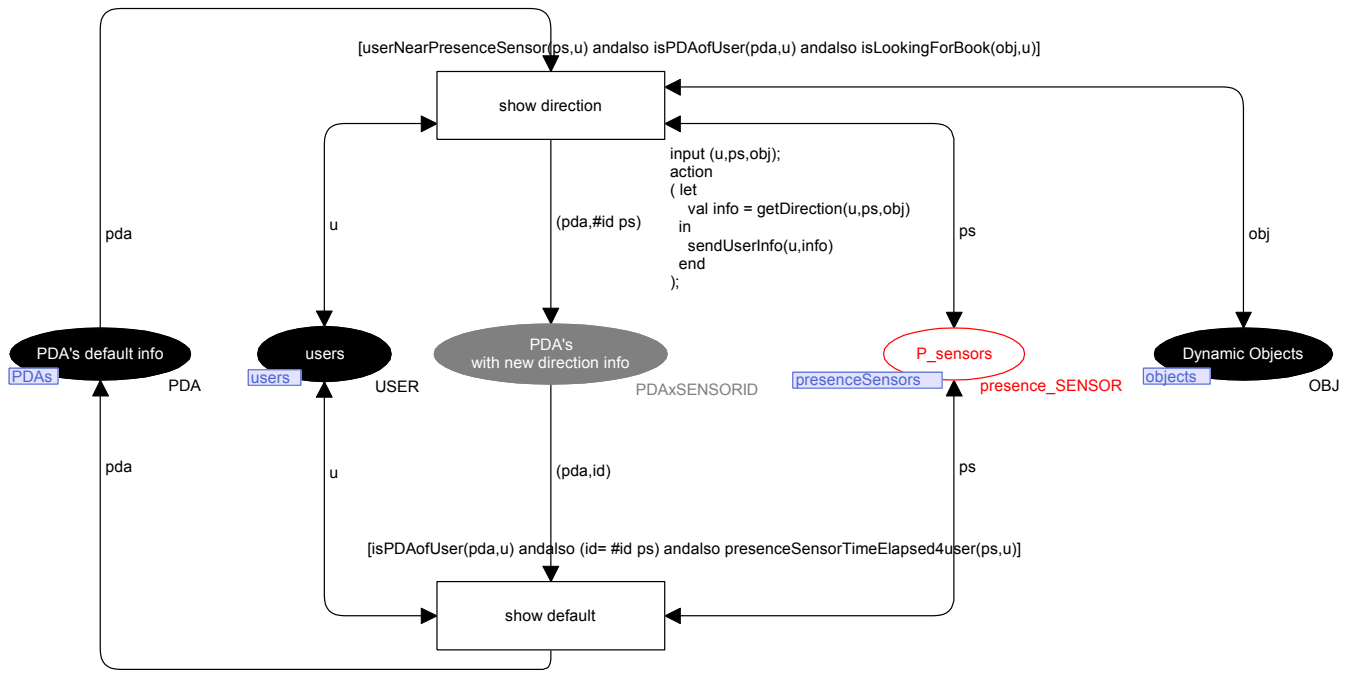 [userNearPresenceSensor(ps,u) andalso isPDAofUser(pda,u) andalso isLookingForBook(obj,u)]
show direction
input (u,ps,obj);
action
( let
val info = getDirection(u,ps,obj)
in
sendUserInfo(u,info)
end
);
pda
u
(pda,#id ps)
ps
obj
PDA's default info
PDAs
PDA
users
users
USER
PDA's
with new direction info
PDAxSENSORID
P_sensors
presenceSensors
presence_SENSOR
Dynamic Objects
objects
OBJ
pda
u
(pda,id)
ps
[isPDAofUser(pda,u) andalso (id= #id ps) andalso presenceSensorTimeElapsed4user(ps,u)]
show default